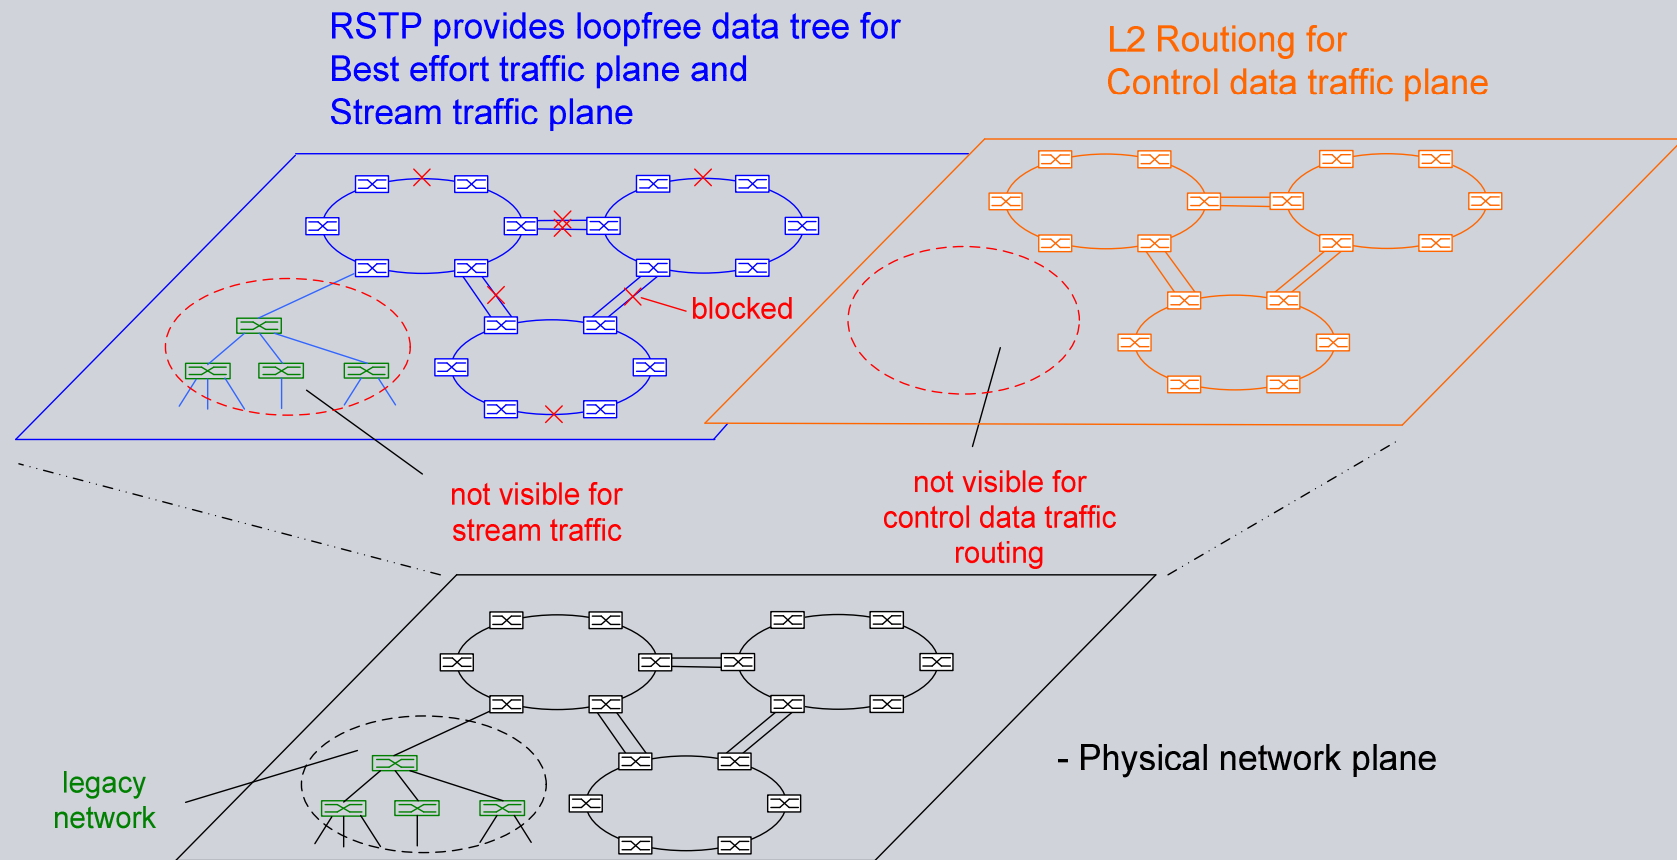 RSTP provides loopfree data tree for
Best effort traffic plane and
Stream traffic plane
L2 Routiong for
Control data traffic plane
blocked
not visible for
stream traffic
not visible for
control data traffic
routing
legacy
network
- Physical network plane